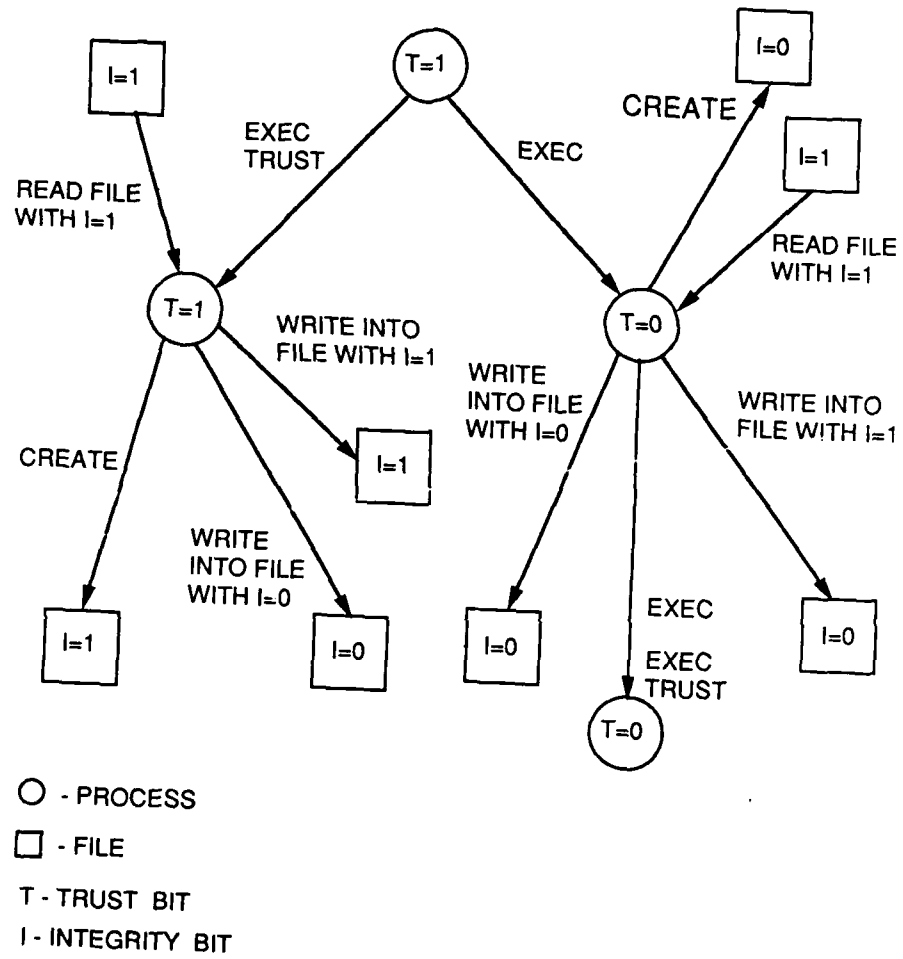 I=1
T=1
I=0
CREATE
EXEC
TRUST
EXEC
I=1
READ FILE
WITH I=1
READ FILE
WITH I=1
T=1
T=0
WRITE INTO
FILE WITH I=1
WRITE
INTO FILE
WITH I=0
WRITE INTO
FILE WITH I=1
CREATE
I=1
WRITE
INTO FILE
WITH I=0
I=1
I=0
I=0
I=0
EXEC
EXEC
TRUST
T=0
- PROCESS
- FILE
T - TRUST BIT
I - INTEGRITY BIT